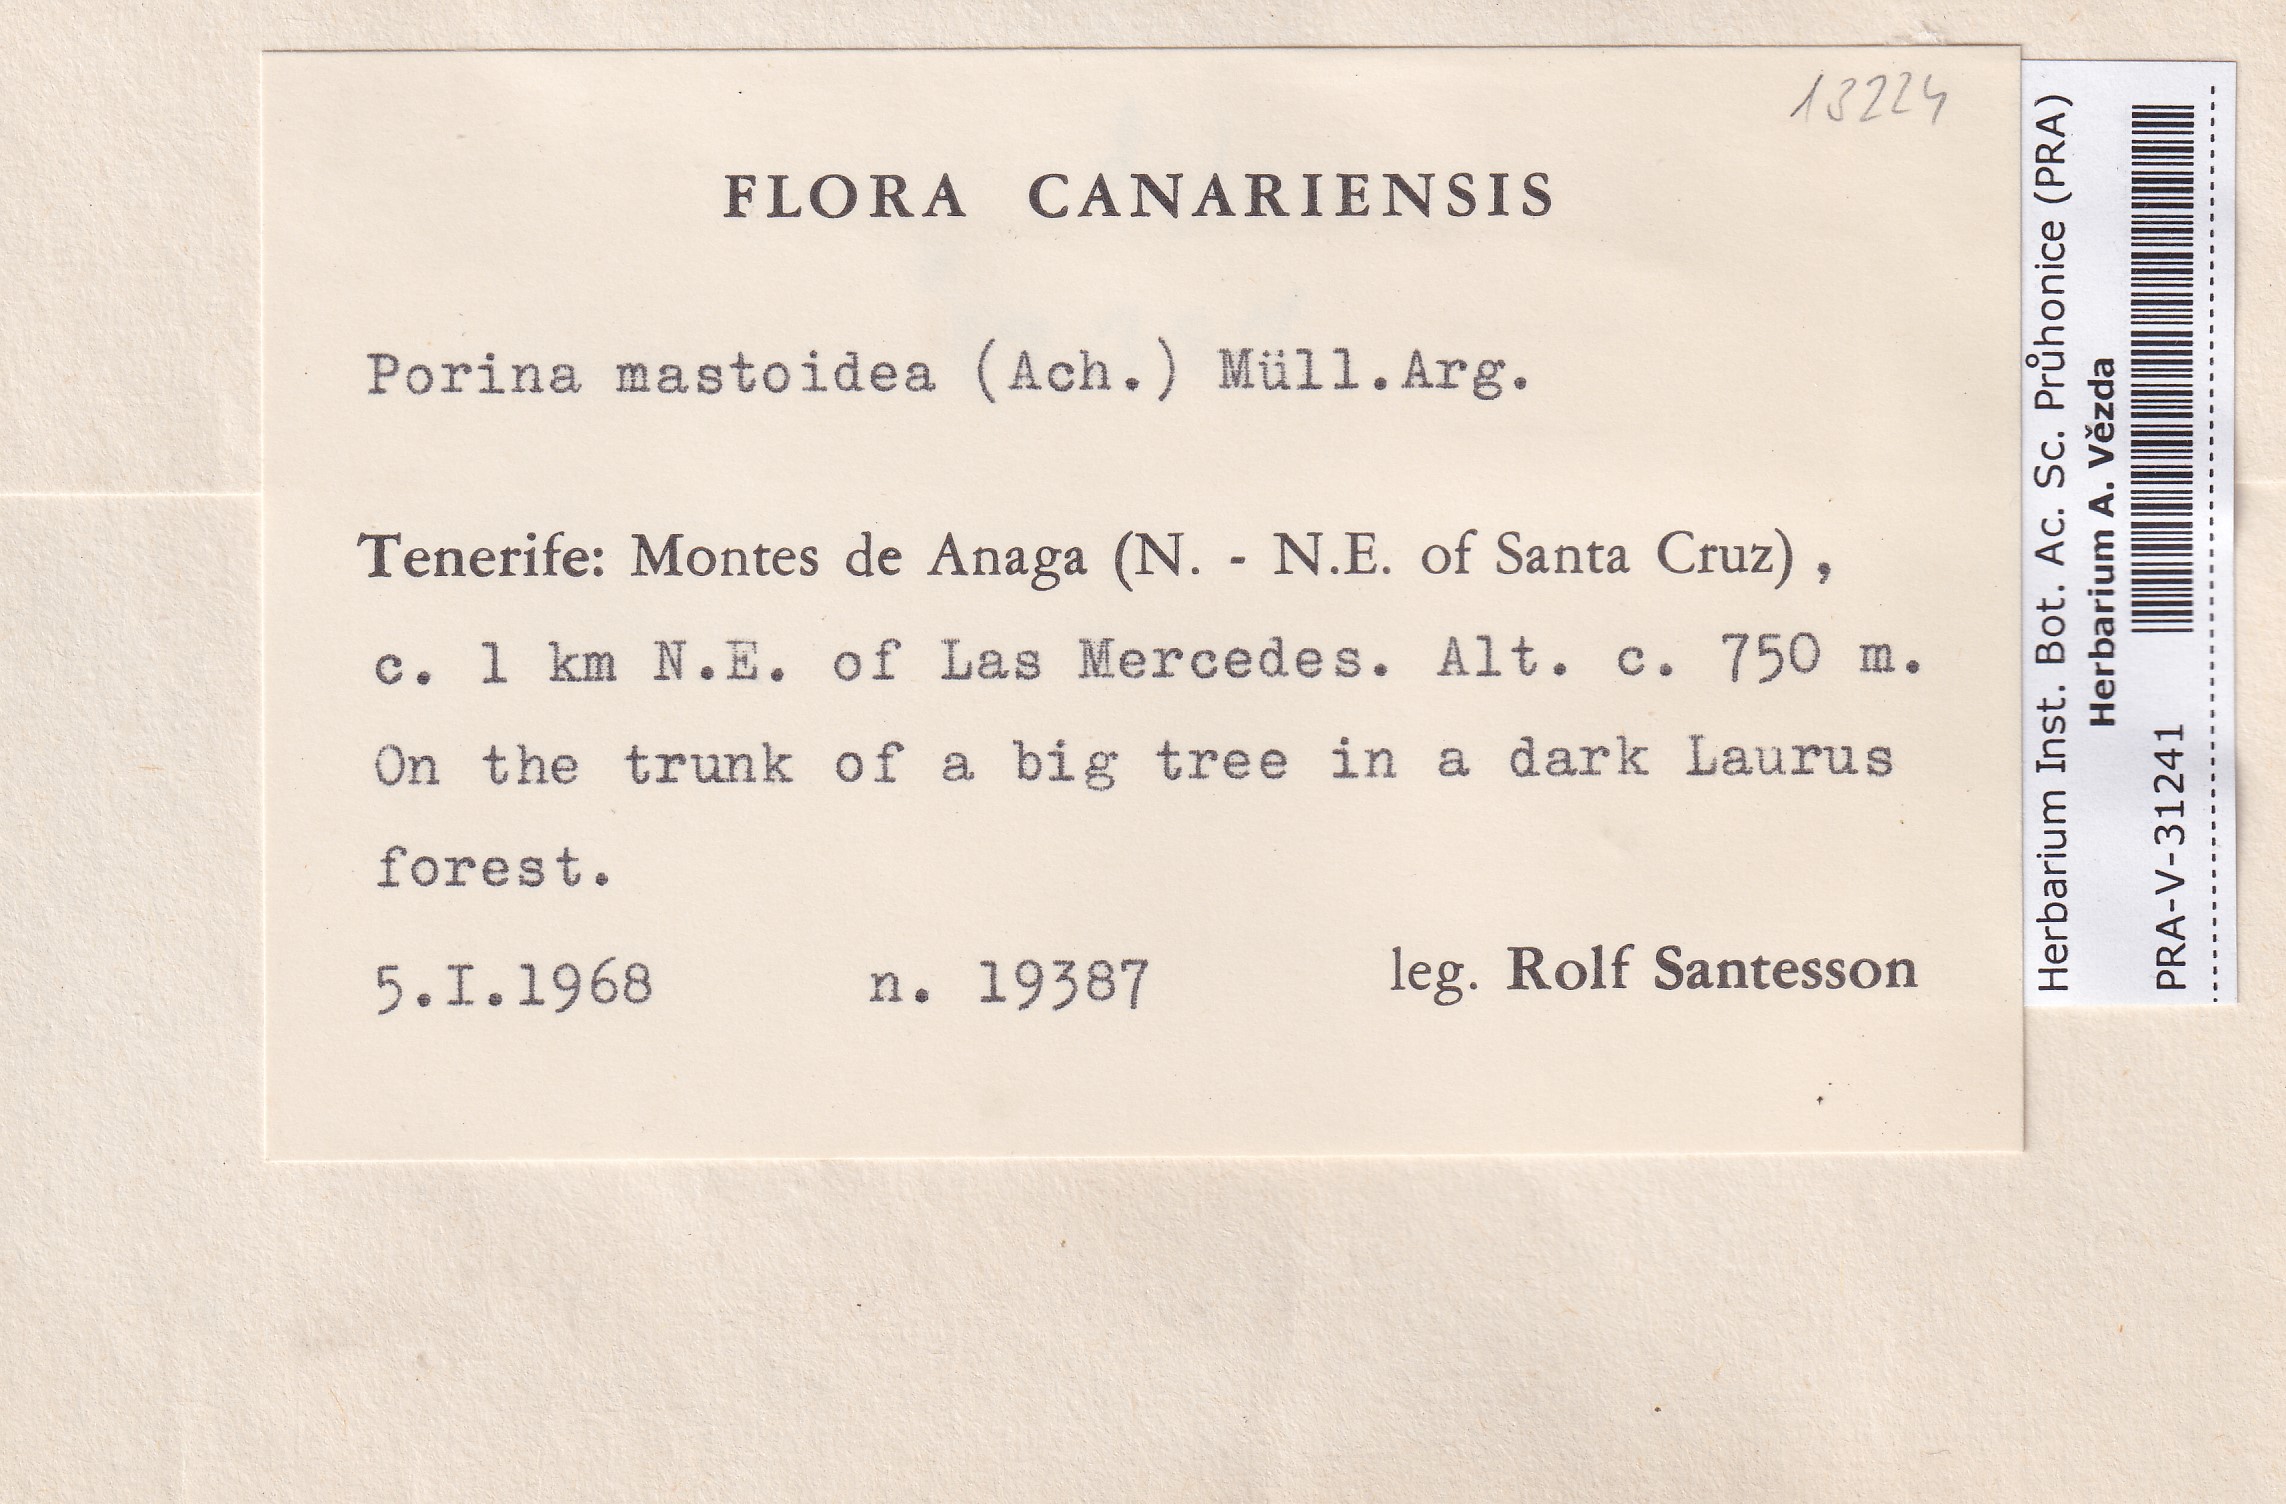 13224
FLORA CANARIENSIS
Porina mastoidea (Ach.) Müll.Arg.
Tenerife: Montes de Anaga (N. - N.E. of Santa Cruz) ,
c. 1 km N.E. of Las Mercedes. Alt. c. 750 m.
On the trunk of a big tree in a dark Laurus
forest.
5.I.1968 n. 19387 leg. Rolf Santesson
Herbarium Inst. Bot. Ac. Sc. Průhonice (PRA)
Herbarium A. Vězda
PRA-V-31241